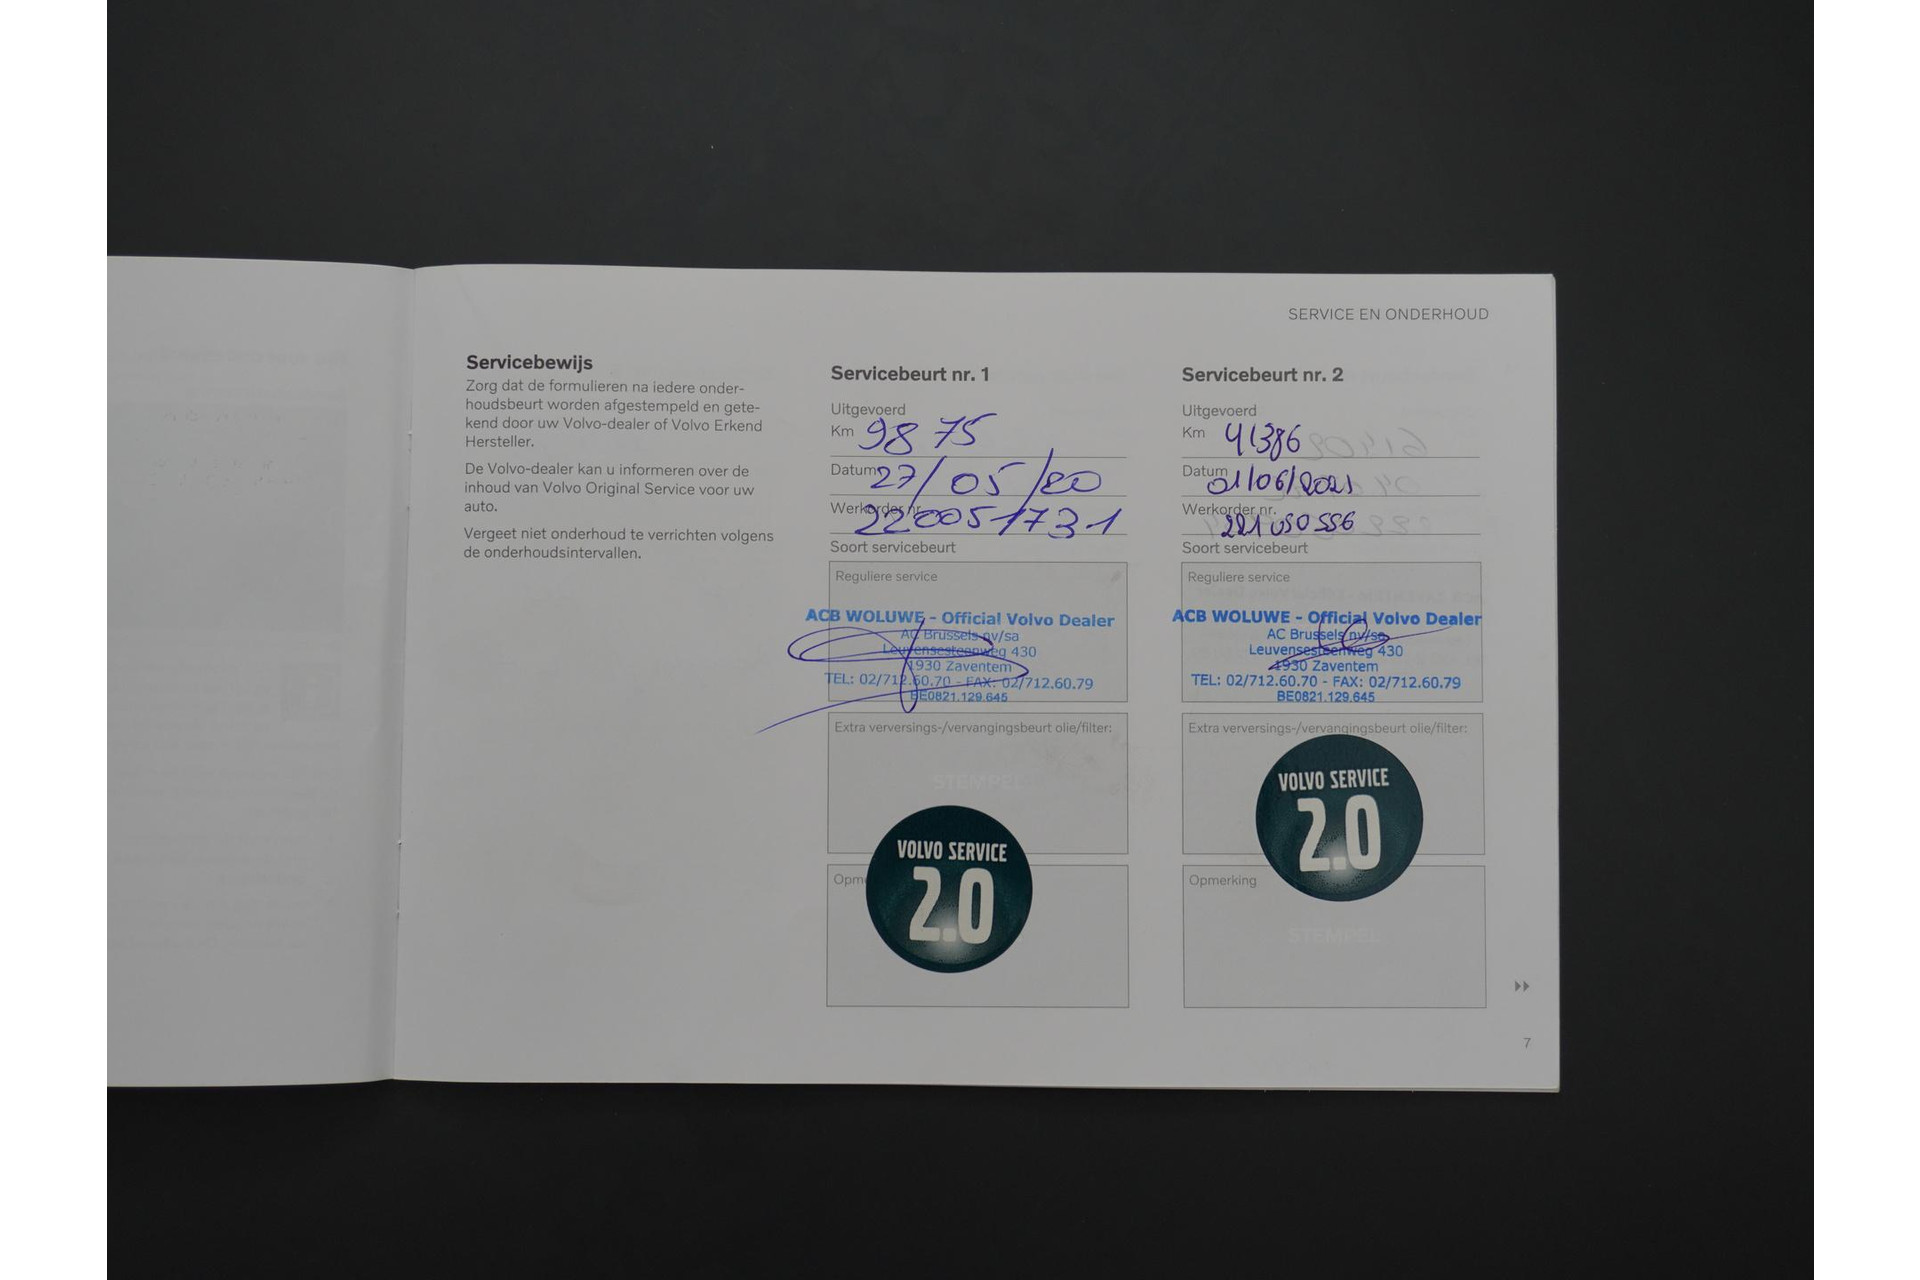 SERVICE EN ONDERHOUD
Servicebewijs
Zorg dat de formulieren na iedere onder-
houdsbeurt worden afgestempeld en gete-
kend door uw Volvo-dealer of Volvo Erkend
Hersteller.
De Volvo-dealer kan u informeren over de
inhoud van Volvo Original Service voor uw
auto.
Vergeet niet onderhoud te verrichten volgens
de onderhoudsintervallen.
Servicebeurt nr. 1
Uitgevoerd
Km 9875
Datum 27/05/20
Werkorder nr. 220051731
Soort servicebeurt
Reguliere service
ACB WOLUWE - Official Volvo Dealer
AC Brussels nv/sa
Leuvensesteenweg 430
1930 Zaventem
TEL: 02/712.60.70 - FAX: 02/712.60.79
BE0821.129.645
Extra verversings-/vervangingsbeurt olie/filter:
STEMPEL
VOLVO SERVICE
2.0
Servicebeurt nr. 2
Uitgevoerd
Km 41386
Datum 01/06/2021
Werkorder nr. 221050556
Soort servicebeurt
Reguliere service
ACB WOLUWE - Official Volvo Dealer
AC Brussels nv/sa
Leuvensesteenweg 430
1930 Zaventem
TEL: 02/712.60.70 - FAX: 02/712.60.79
BE0821.129.645
Extra verversings-/vervangingsbeurt olie/filter:
VOLVO SERVICE
2.0
Opmerking
STEMPEL
7